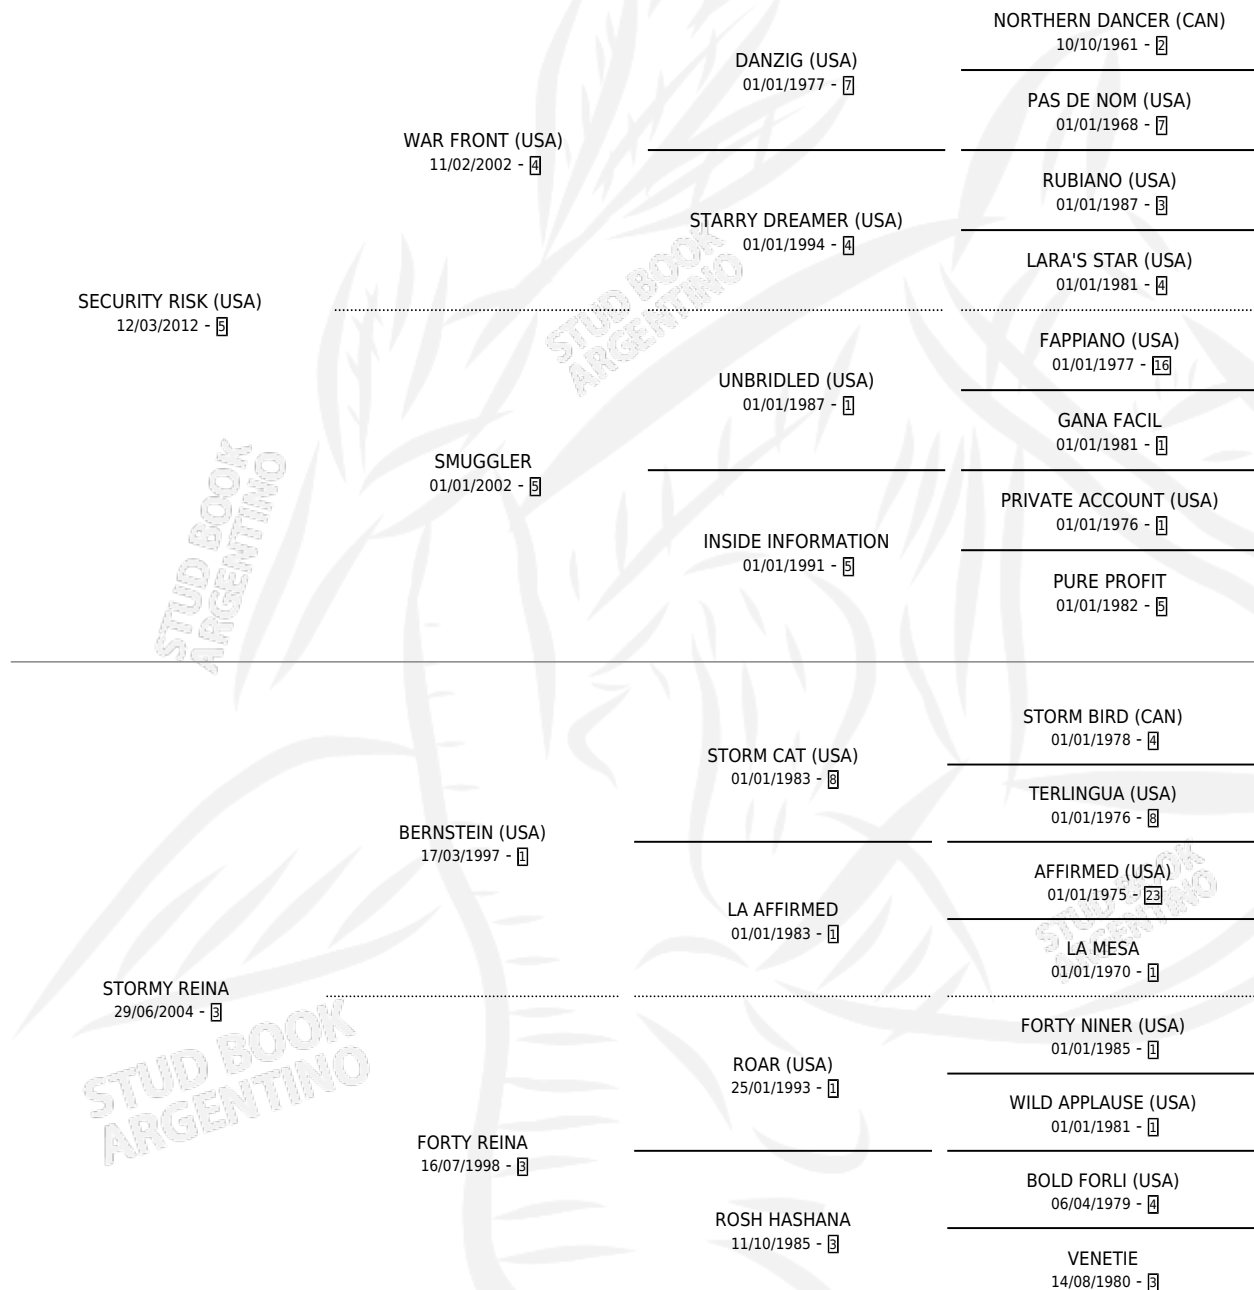 NORTHERN DANCER (CAN)
10/10/1961 - 2
DANZIG (USA)
01/01/1977 - 7
PAS DE NOM (USA)
01/01/1968 - 7
WAR FRONT (USA)
11/02/2002 - 4
RUBIANO (USA)
01/01/1987 - 3
STARRY DREAMER (USA)
01/01/1994 - 4
LARA'S STAR (USA)
01/01/1981 - 4
SECURITY RISK (USA)
12/03/2012 - 5
FAPPIANO (USA)
01/01/1977 - 16
UNBRIDLED (USA)
01/01/1987 - 1
GANA FACIL
01/01/1981 - 1
SMUGGLER
01/01/2002 - 5
PRIVATE ACCOUNT (USA)
01/01/1976 - 1
INSIDE INFORMATION
01/01/1991 - 5
PURE PROFIT
01/01/1982 - 5
STORM BIRD (CAN)
01/01/1978 - 4
STORM CAT (USA)
01/01/1983 - 8
TERLINGUA (USA)
01/01/1976 - 8
BERNSTEIN (USA)
17/03/1997 - 1
AFFIRMED (USA)
01/01/1975 - 23
LA AFFIRMED
01/01/1983 - 1
LA MESA
01/01/1970 - 1
STORMY REINA
29/06/2004 - 3
FORTY NINER (USA)
01/01/1985 - 1
ROAR (USA)
25/01/1993 - 1
WILD APPLAUSE (USA)
01/01/1981 - 1
FORTY REINA
16/07/1998 - 3
BOLD FORLI (USA)
06/04/1979 - 4
ROSH HASHANA
11/10/1985 - 3
VENETIE
14/08/1980 - 3
STUD BOOK
ARGENTINO
STUD BOOK
ARGENTINO
STUD BOOK
ARGENTINO
STUD BOOK
ARGENTINO